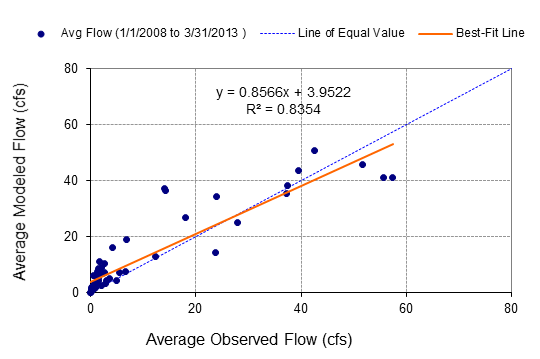 Avg Flow (1/1/2008 to 3/31/2013 ) Line of Equal Value Best-Fit Line
80
y = 0.8566x + 3.9522
R² = 0.8354
60
40
20
0
0 20 40 60 80
Average Modeled Flow (cfs)
Average Observed Flow (cfs)